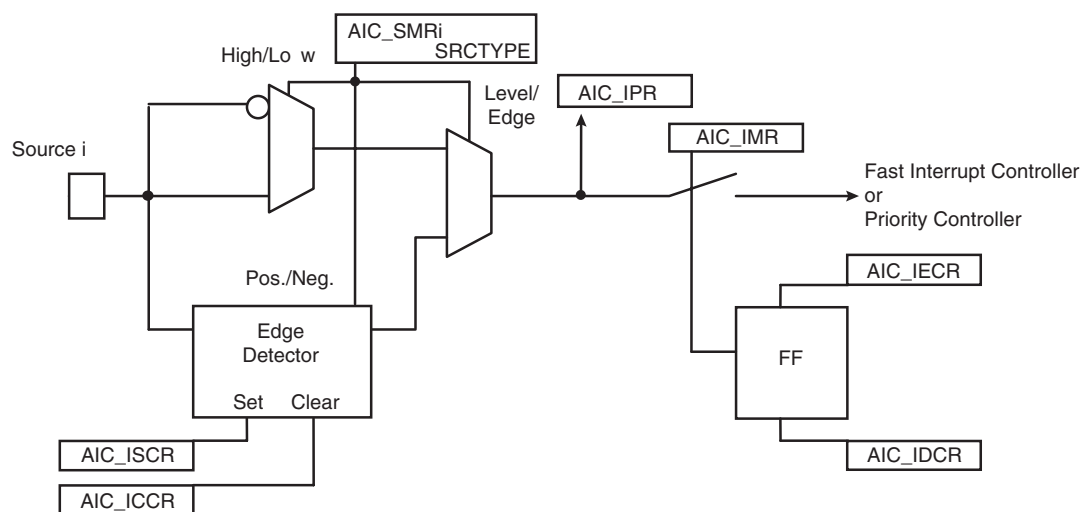 AIC_SMRi
SRCTYPE
High/Lo w
Level/
Edge
AIC_IPR
AIC_IMR
Source i
Fast Interrupt Controller
or
Priority Controller
Pos./Neg.
AIC_IECR
Edge
Detector
FF
Set Clear
AIC_ISCR
AIC_IDCR
AIC_ICCR